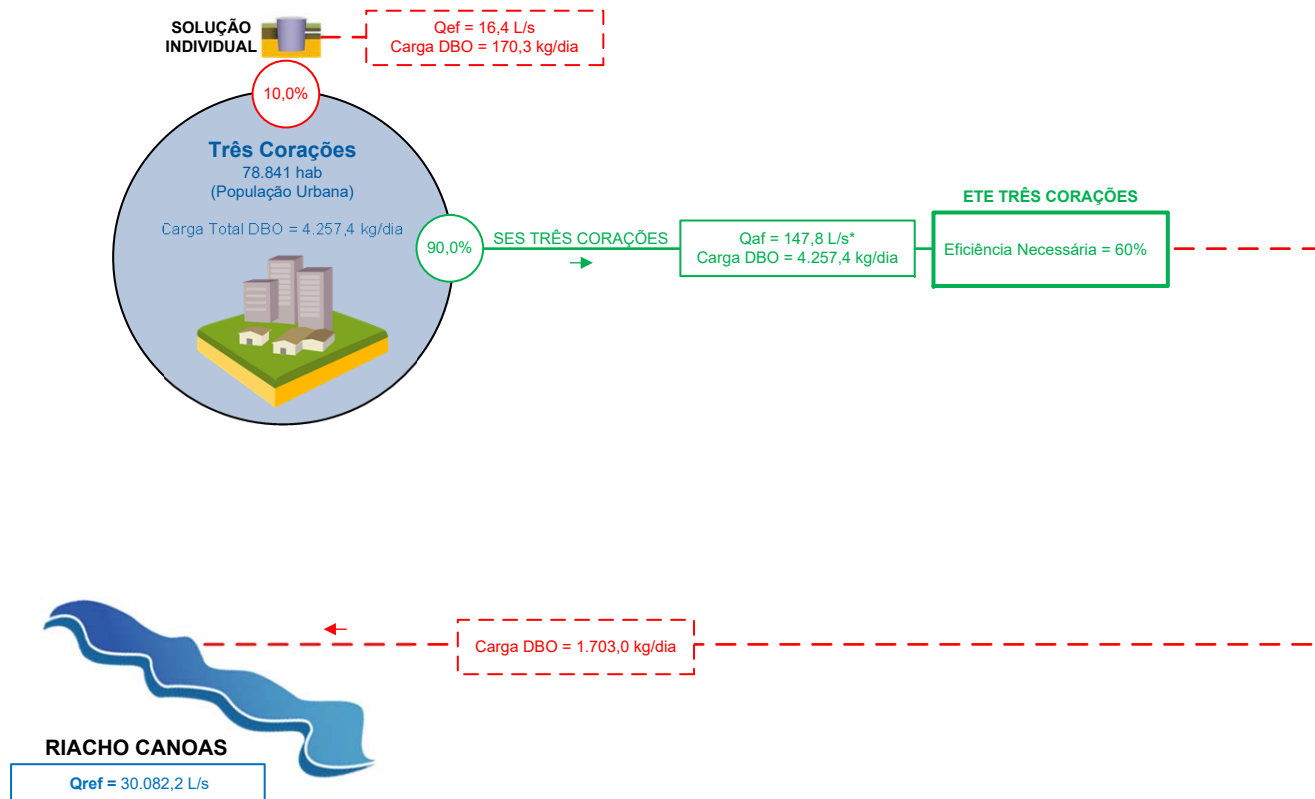 SOLUÇÃO
INDIVIDUAL
Qef = 16,4 L/s
Carga DBO = 170,3 kg/dia
10,0%
Três Corações
78.841 hab
(População Urbana)
Carga Total DBO = 4.257,4 kg/dia
90,0%
SES TRÊS CORAÇÕES
Qaf = 147,8 L/s*
Carga DBO = 4.257,4 kg/dia
ETE TRÊS CORAÇÕES
Eficiência Necessária = 60%
Carga DBO = 1.703,0 kg/dia
RIACHO CANOAS
Qref = 30.082,2 L/s